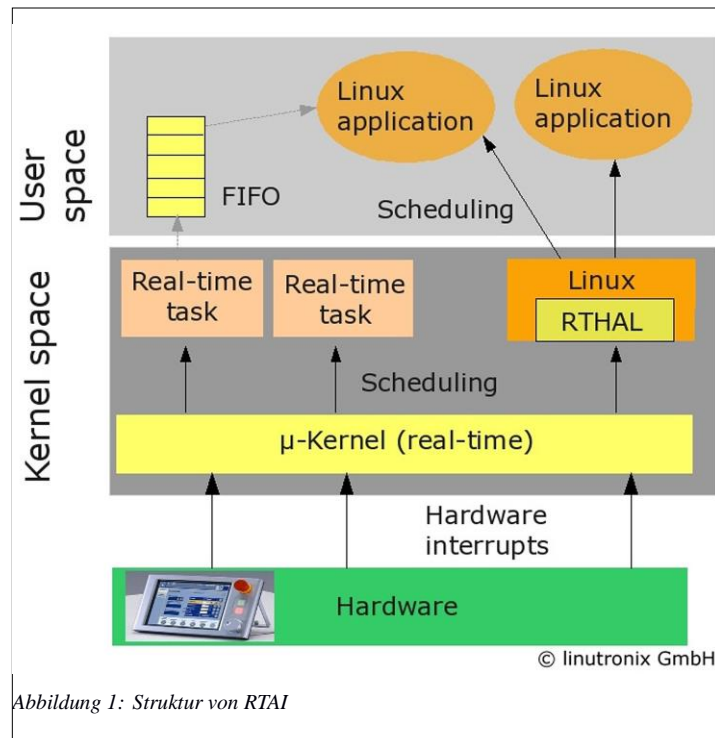 User
space
Linux
application
Linux
application
FIFO
Scheduling
Kernel space
Real-time
task
Real-time
task
Linux
RTHAL
Scheduling
µ-Kernel (real-time)
Hardware
interrupts
Hardware
© linutronix GmbH
Abbildung 1: Struktur von RTAI